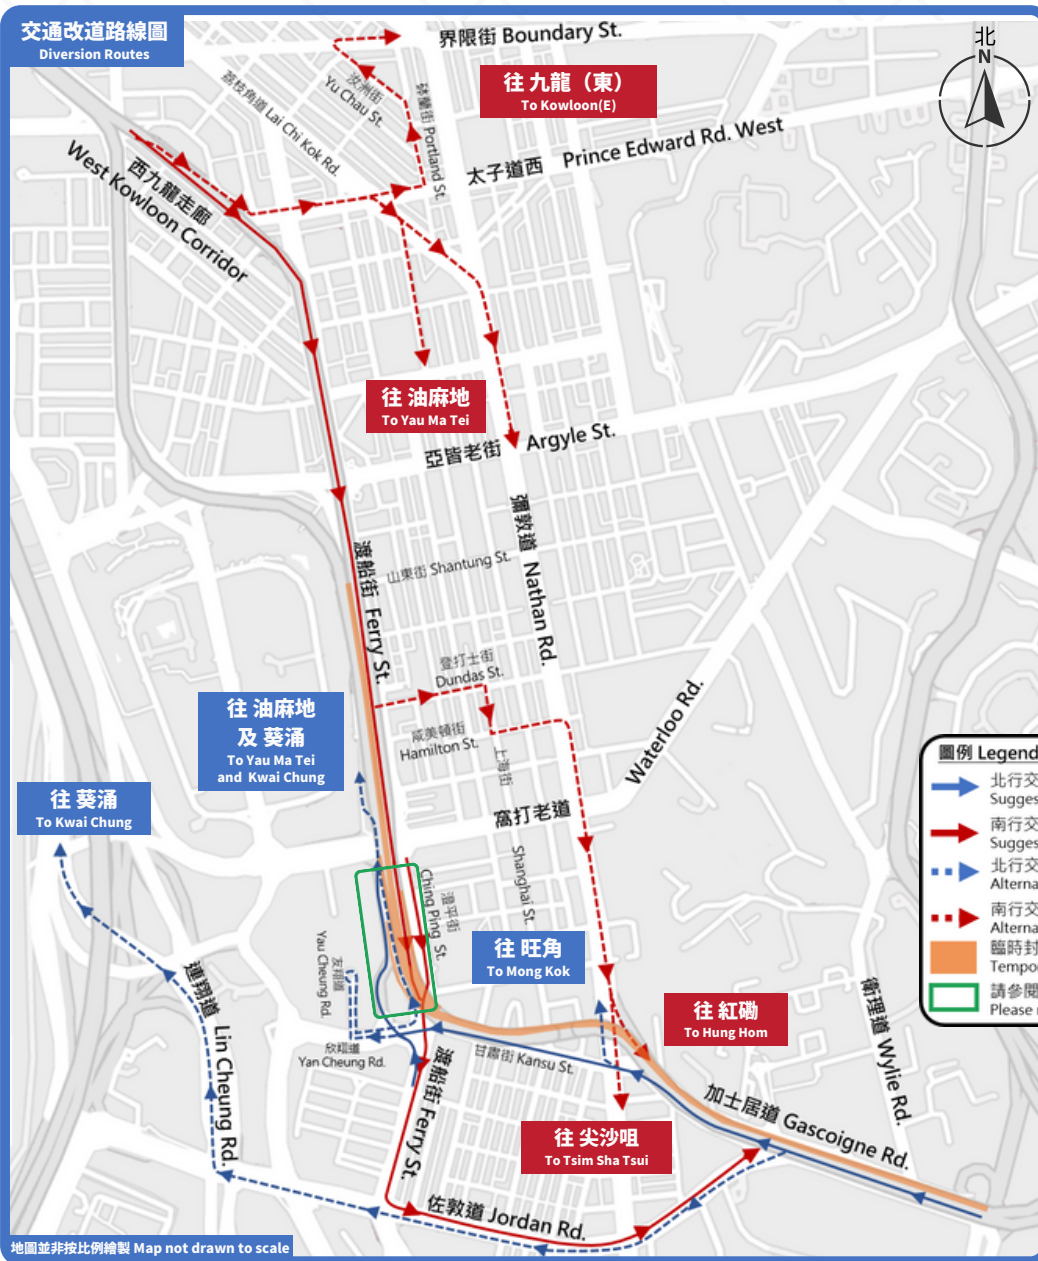 交通改道路線圖
Diversion Routes
界限街 Boundary St.
北
N
往 九龍（東）
To Kowloon(E)
汝洲街
Yu Chau St.
荔枝角道 Lai Chi Kok Rd.
砵蘭街 Portland St.
太子道西 Prince Edward Rd. West
西九龍走廊
West Kowloon Corridor
往 油麻地
To Yau Ma Tei
亞皆老街 Argyle St.
彌敦道 Nathan Rd.
渡船街 Ferry St.
山東街 Shantung St.
登打士街
Dundas St.
咸美頓街
Hamilton St.
上海街
Shanghai St.
Waterloo Rd.
窩打老道
往 油麻地
及 葵涌
To Yau Ma Tei
and Kwai Chung
往 葵涌
To Kwai Chung
圖例 Legend
北行交
Sugges
南行交
Sugges
北行交
Alterna
南行交
Alterna
臨時封
Tempor
請參閱
Please
澄平街
Ching Ping St.
往 旺角
To Mong Kok
友翔道
Yau Cheung Rd.
連翔道 Lin Cheung Rd.
欣翔道
Yan Cheung Rd.
甘肅街 Kansu St.
往 紅磡
To Hung Hom
衞理道 Wylie Rd.
渡船街 Ferry St.
加士居道 Gascoigne Rd.
往 尖沙咀
To Tsim Sha Tsui
佐敦道 Jordan Rd.
地圖並非按比例繪製 Map not drawn to scale